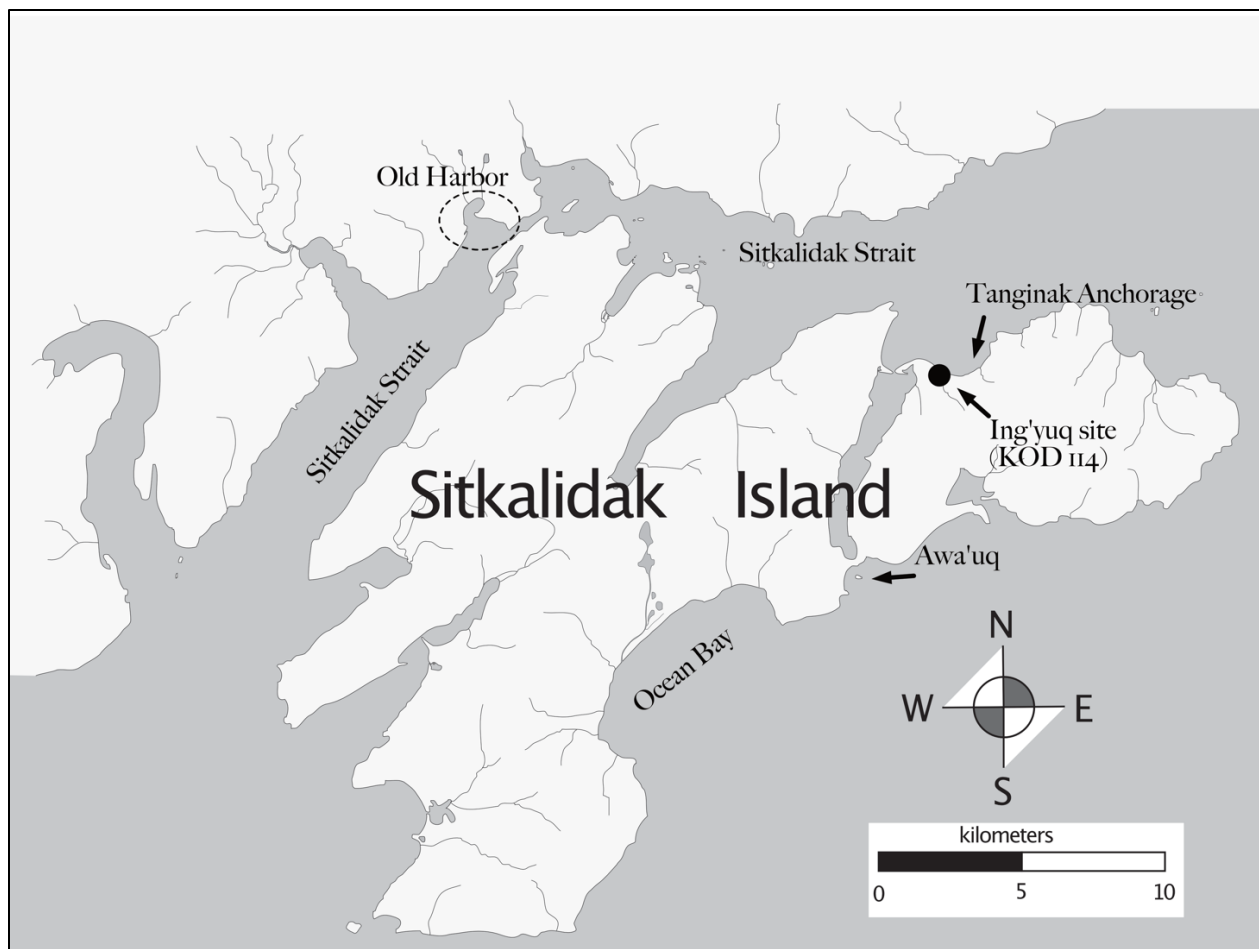 Old Harbor
Sitkalidak Strait
Tanginak Anchorage
Sitkalidak Strait
Ing'yuq site
(KOD 114)
Sitkalidak Island
Awa'uq
Ocean Bay
N
W E
S
kilometers
0 5 10